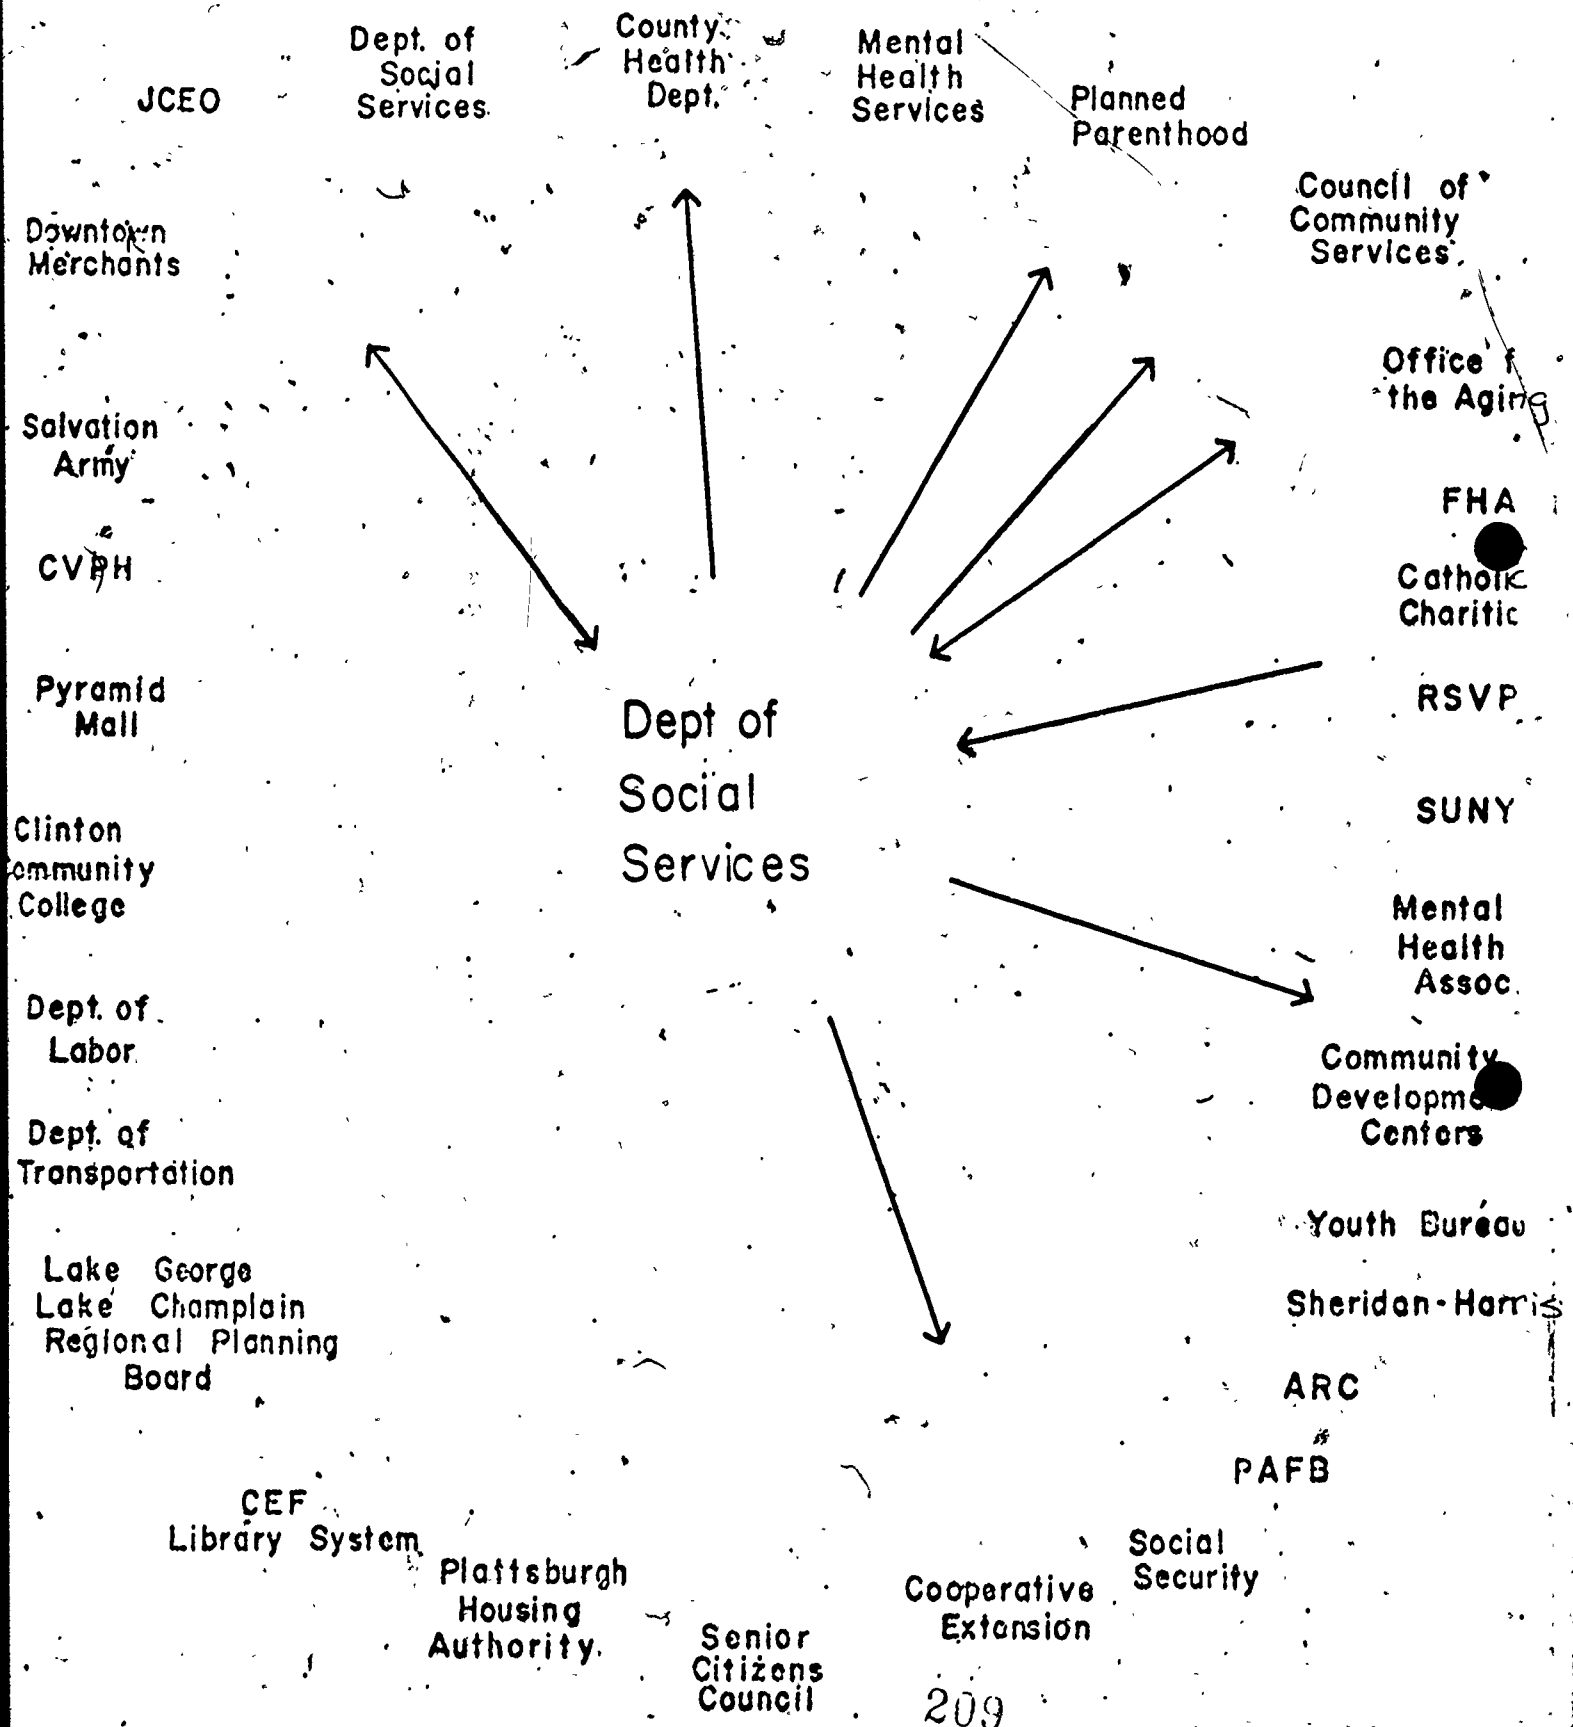 JCEO
Dept. of
Social
Services
County
Health
Dept.
Mental
Health
Services
Planned
Parenthood
Council of
Community
Services
Office f
the Aging
FHA
Catholic
Charitic
RSVP
SUNY
Mental
Health
Assoc.
Community
Developme
Centers
Youth Bureau
Sheridan-Harris
ARC
PAFB
Social
Security
Cooperative
Extension
Senior
Citizens
Council
Plattsburgh
Housing
Authority
CEF
Library System
Lake George
Lake Champlain
Regional Planning
Board
Dept. of
Transportation
Dept. of
Labor
Clinton
ommunity
College
Pyramid
Mall
CVPH
Salvation
Army
Downtown
Merchants
Dept of
Social
Services
209